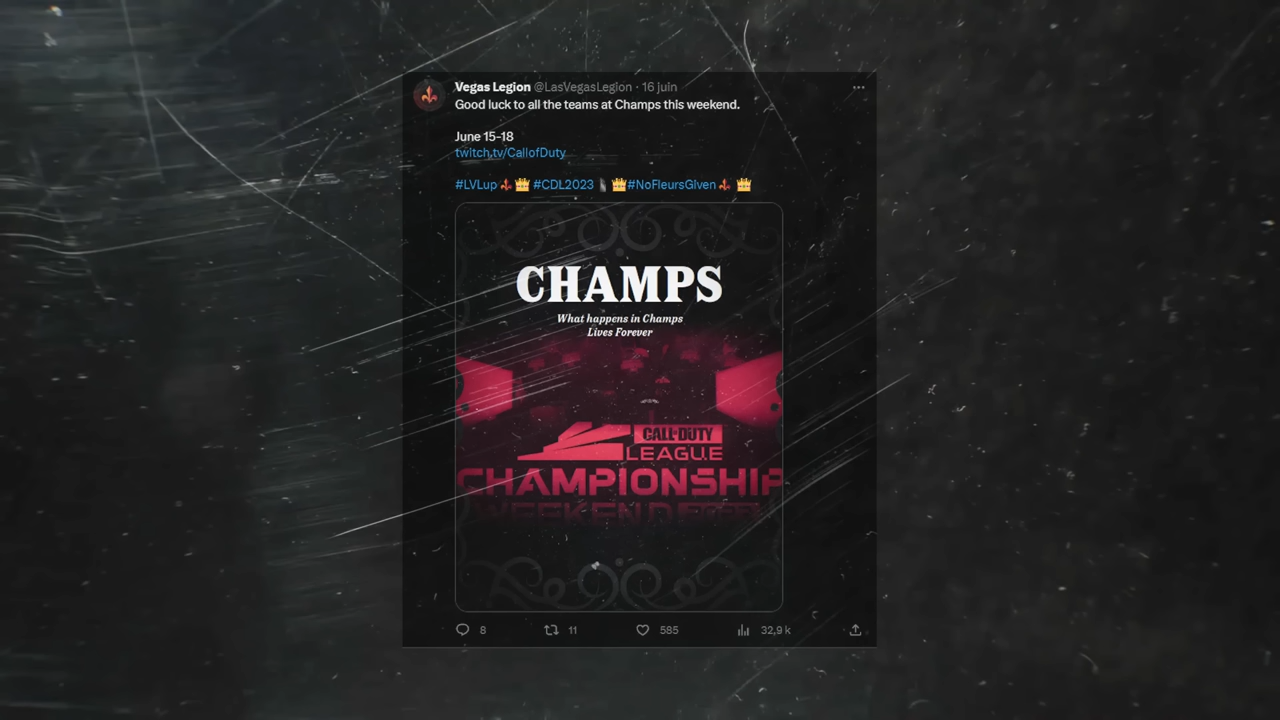 Vegas Legion @LasVegasLegion · 16 juin
Good luck to all the teams at Champs this weekend.
June 15-18
twitch.tv/CallofDuty
#LVLup #CDL2023 #NoFleursGiven
CHAMPS
What happens in Champs
Lives Forever
CALL OF DUTY
LEAGUE
CHAMPIONSHIP
WEEKEND
8 11 585 32,9 k